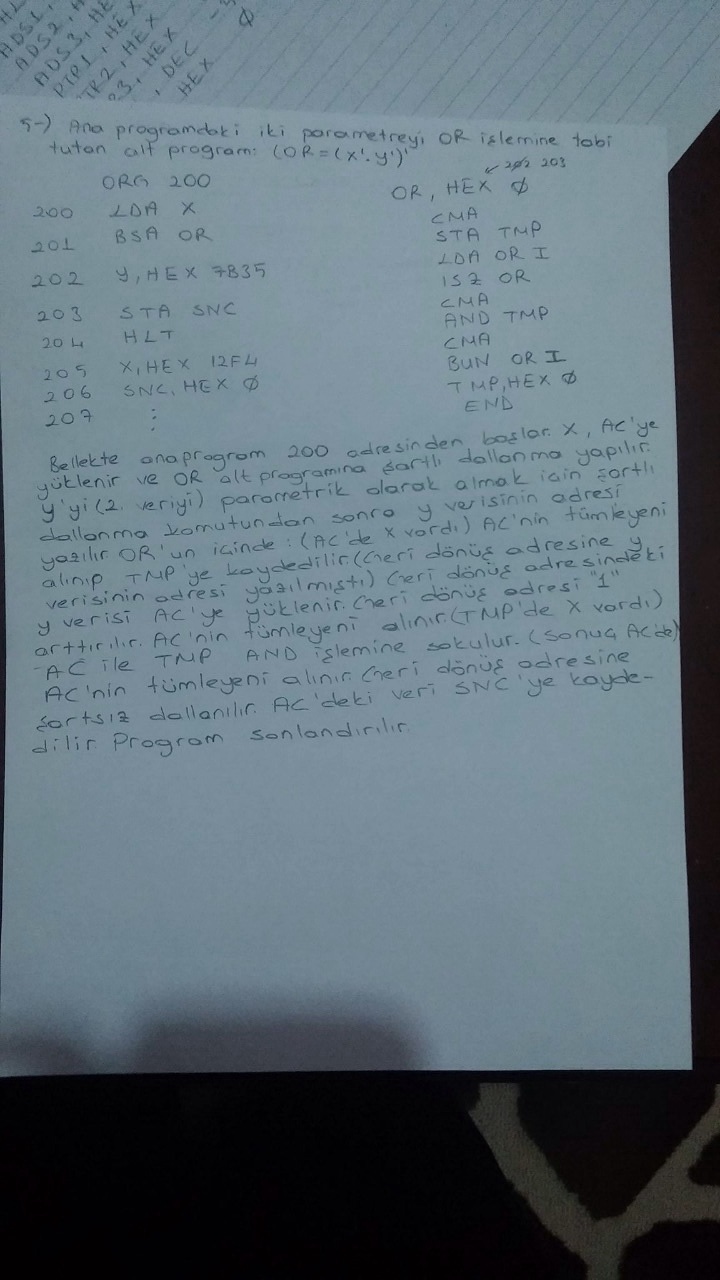 ADS1,
ADS2, H
ADS3, HE
PTR1, HEX
TR2, HEX
3, HEX
, DEC
HEX
Ø
5-) Ana programdaki iki parametreyi OR işlemine tabi
tutan alt program: (OR=(x'.y')'
ORG 200
200 LDA X
201 BSA OR
202 Y, HEX 7B35
203 STA SNC
204 HLT
205 X, HEX 12F4
206 SNC, HEX Ø
207 ⋮
202 203
OR, HEX Ø
CMA
STA TMP
LDA OR I
ISZ OR
CMA
AND TMP
CMA
BUN OR I
TMP, HEX Ø
END
Bellekte anaprogram 200 adresinden başlar. X, AC'ye
yüklenir ve OR alt programına şartlı dallanma yapılır.
y'yi (2. veriyi) parametrik olarak almak için şartlı
dallanma komutundan sonra y verisinin adresi
yazılır OR'un içinde: (AC'de x vardı) AC'nin tümleyeni
alınıp TMP'ye kaydedilir (Geri dönüş adresine y
verisinin adresi yazılmıştı) Geri dönüş adresindeki
y verisi AC'ye yüklenir. Geri dönüş adresi "1"
arttırılır. AC'nin tümleyeni alınır. (TMP'de X vardı)
AC ile TMP AND işlemine sokulur. (Sonuç AC'de)
AC'nin tümleyeni alınır. Geri dönüş adresine
şartsız dallanılır. AC'deki veri SNC'ye kayde-
dilir Program sonlandırılır.